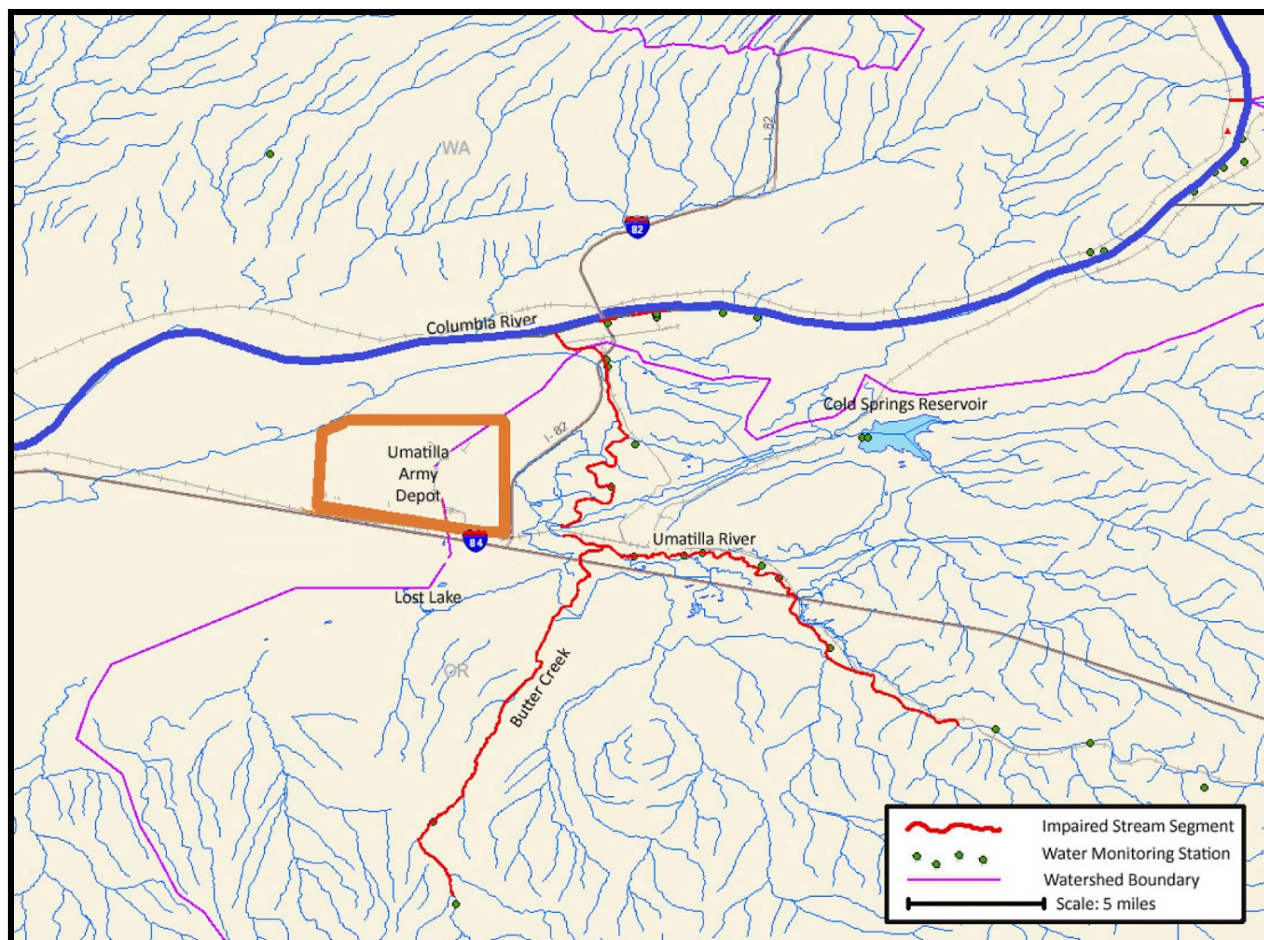 WA
I-82
82
Columbia River
Cold Springs Reservoir
I-82
Umatilla
Army
Depot
84
Umatilla River
Lost Lake
OR
Butter Creek
Impaired Stream Segment
Water Monitoring Station
Watershed Boundary
Scale: 5 miles